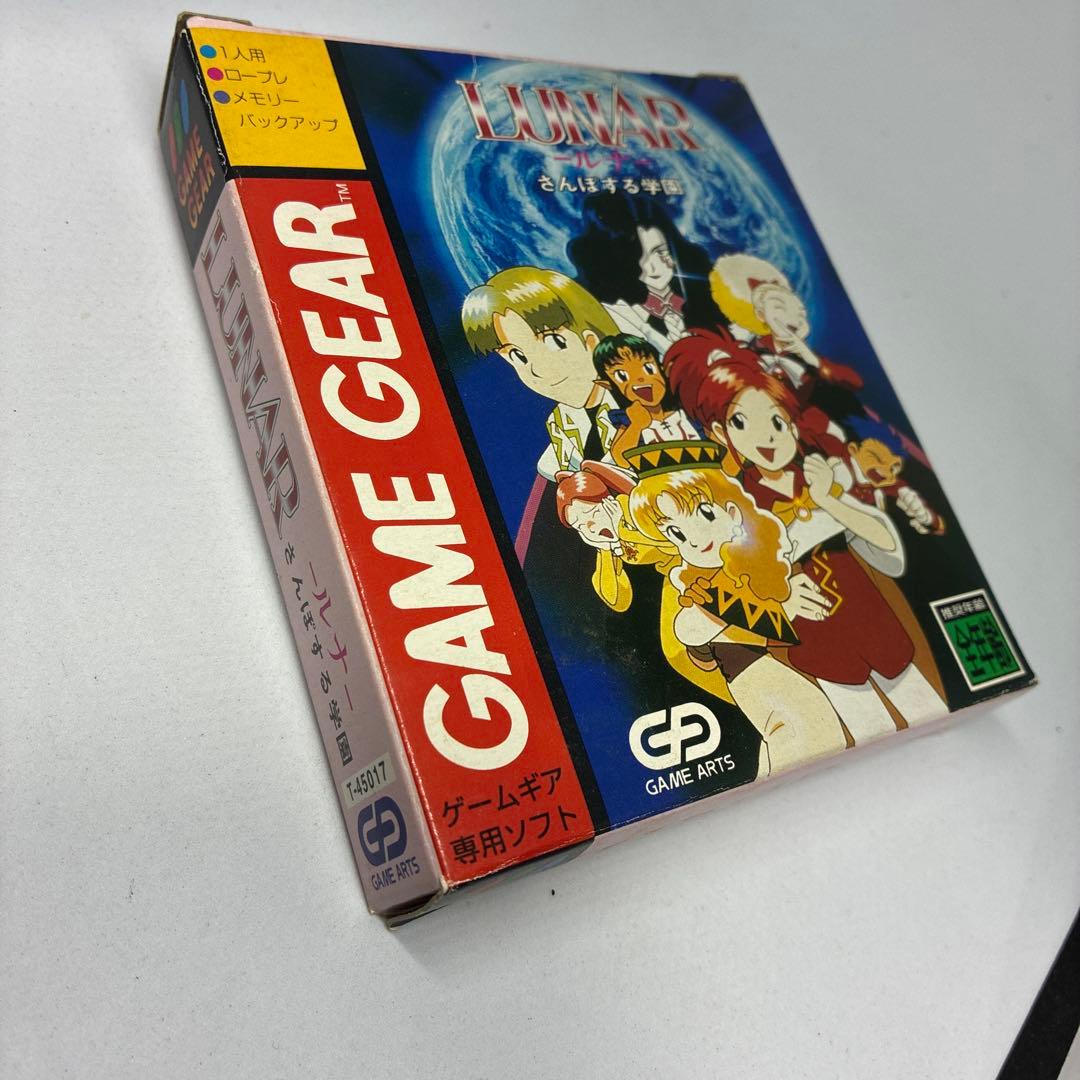 ●1人用
●ロープレ
●メモリー
バックアップ
GAME GEAR™
ゲームギア
専用ソフト
LUNAR
ールナー
さんぽする学園
推奨年齢
全年齢
GAME ARTS
GAME
GEAR
LUNAR
ールナー
さんぽする学園
T-45017
GAME ARTS